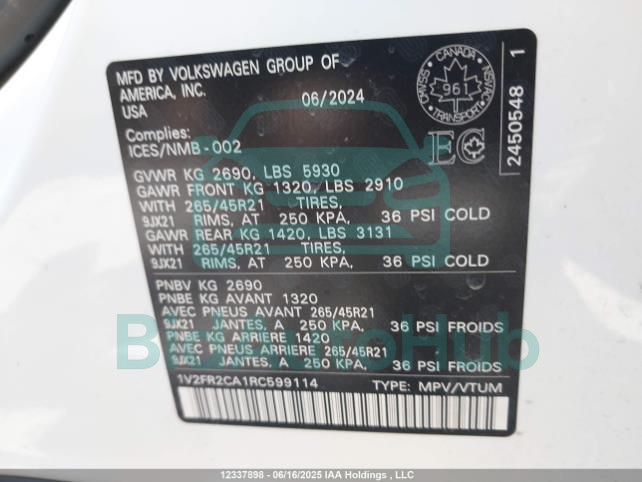 MFD BY VOLKSWAGEN GROUP OF
AMERICA, INC.
USA
06/2024
CANADA
961
TRANSPORT
2450548 1
Complies:
ICES/NMB-002
GVWR KG 2690, LBS 5930
GAWR FRONT KG 1320, LBS 2910
WITH 265/45R21 TIRES,
9JX21 RIMS, AT 250 KPA, 36 PSI COLD
GAWR REAR KG 1420, LBS 3131
WITH 265/45R21 TIRES,
9JX21 RIMS, AT 250 KPA, 36 PSI COLD
PNBV KG 2690
PNBE KG AVANT 1320
AVEC PNEUS AVANT 265/45R21
9JX21 JANTES, A 250 KPA, 36 PSI FROIDS
PNBE KG ARRIERE 1420
AVEC PNEUS ARRIERE 265/45R21
9JX21 JANTES, A 250 KPA, 36 PSI FROIDS
1V2FR2CA1RC599114 TYPE: MPV/VTUM
12337898 - 06/16/2025 IAA Holdings , LLC